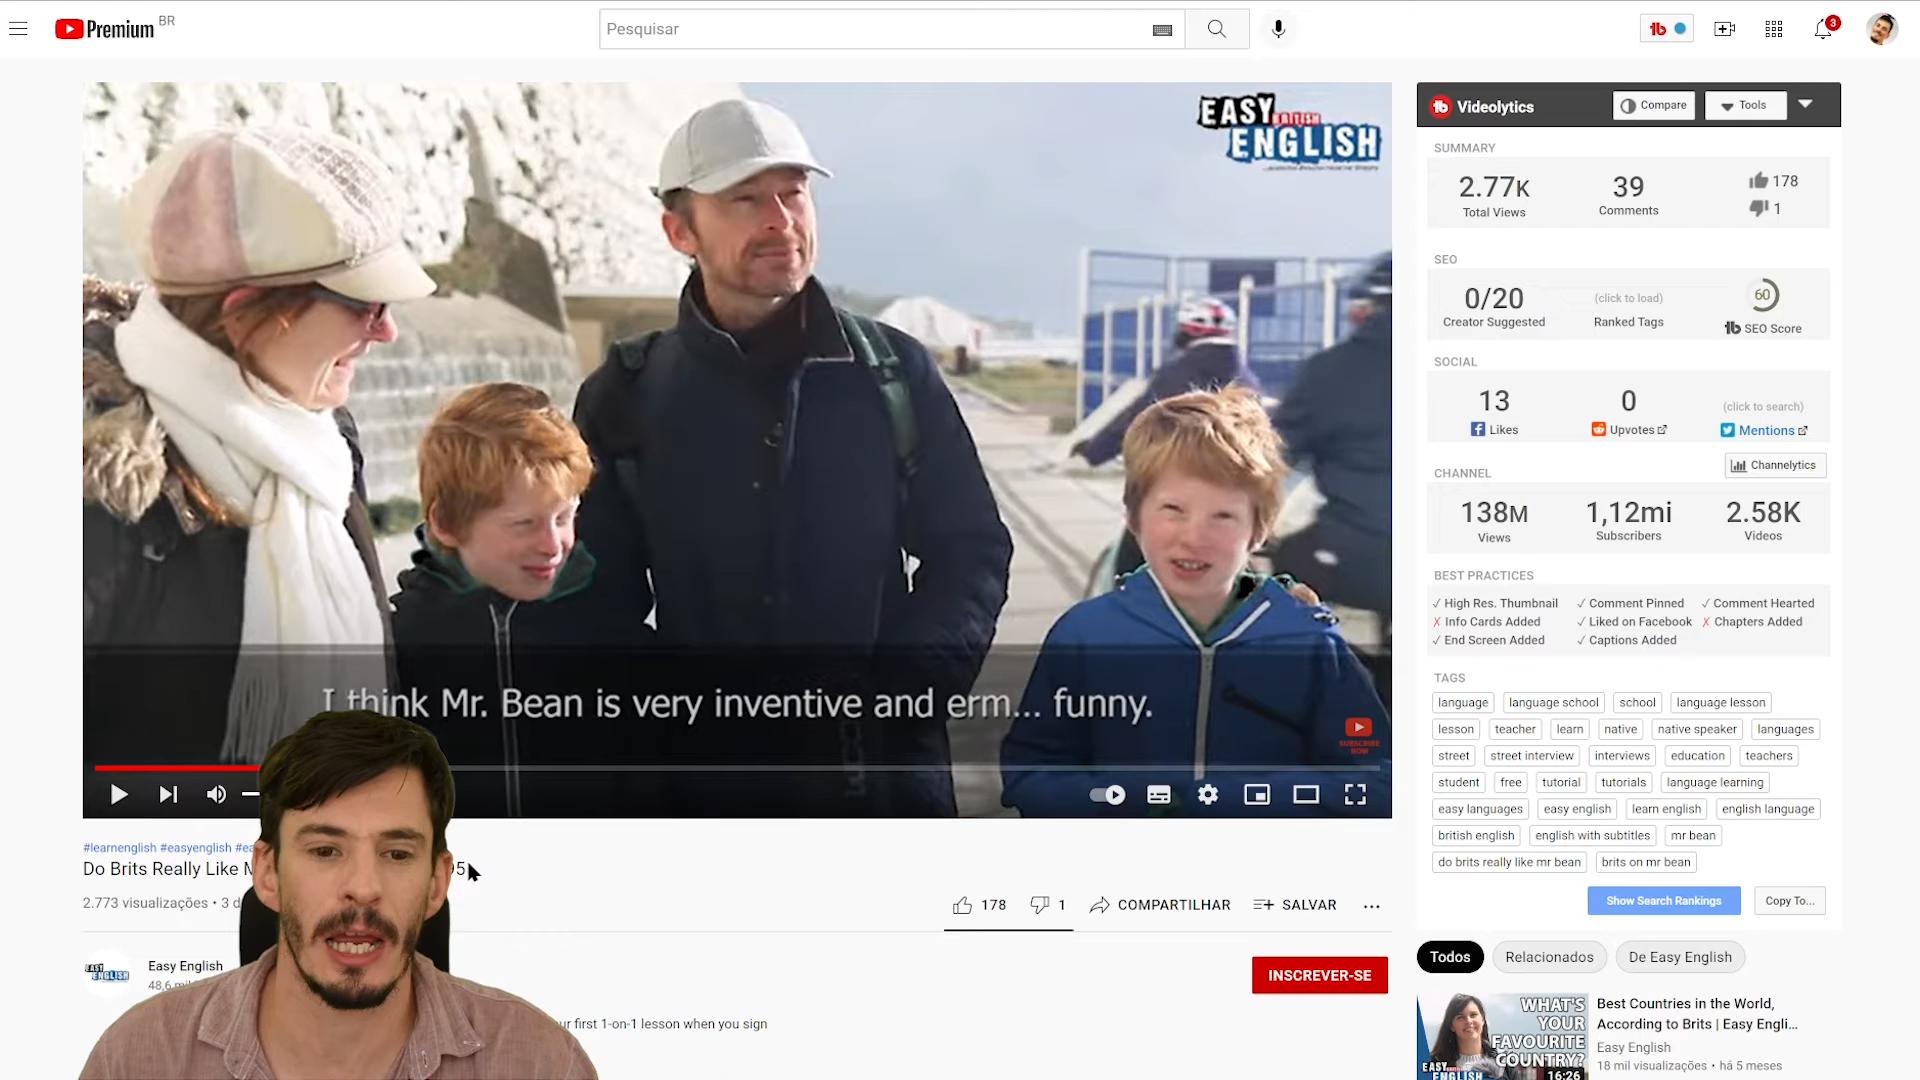 Premium BR
Pesquisar
3
EASY BRITISH ENGLISH
I think Mr. Bean is very inventive and erm... funny.
SUBSCRIBE NOW
#learnenglish #easyenglish
Do Brits Really Like
95
2.773 visualizações • 3
178
1
COMPARTILHAR
SALVAR
Easy English
48,6
INSCREVER-SE
first 1-on-1 lesson when you sign
Videolytics
Compare
Tools
SUMMARY
2.77K
39
178
Total Views
Comments
1
SEO
0/20
(click to load)
60
Creator Suggested
Ranked Tags
SEO Score
SOCIAL
13
0
(click to search)
Likes
Upvotes
Mentions
CHANNEL
Channelytics
138M
1,12mi
2.58K
Views
Subscribers
Videos
BEST PRACTICES
✓ High Res. Thumbnail ✓ Comment Pinned ✓ Comment Hearted
✗ Info Cards Added ✓ Liked on Facebook ✗ Chapters Added
✓ End Screen Added ✓ Captions Added
TAGS
language language school school language lesson
lesson teacher learn native native speaker languages
street street interview interviews education teachers
student free tutorial tutorials language learning
easy languages easy english learn english english language
british english english with subtitles mr bean
do brits really like mr bean brits on mr bean
Show Search Rankings
Copy To...
Todos
Relacionados
De Easy English
WHAT'S YOUR FAVOURITE COUNTRY?
EASY ENGLISH
16:26
Best Countries in the World,
According to Brits | Easy Engli...
Easy English
18 mil visualizações • há 5 meses